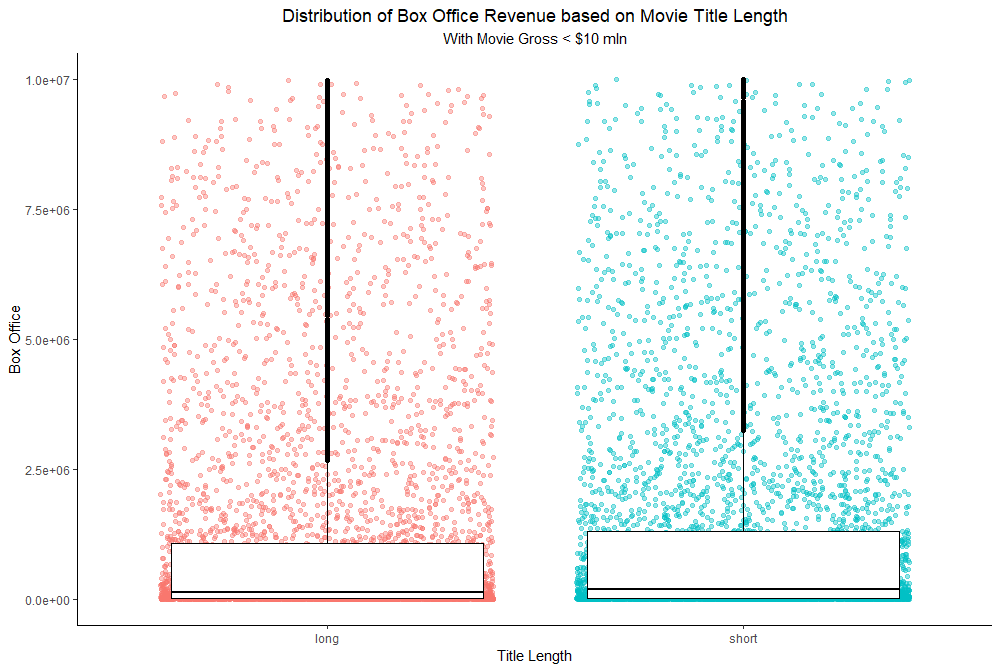 Distribution of Box Office Revenue based on Movie Title Length
With Movie Gross < $10 mln
1.0e+07
7.5e+06
5.0e+06
2.5e+06
0.0e+00
Box Office
long
short
Title Length